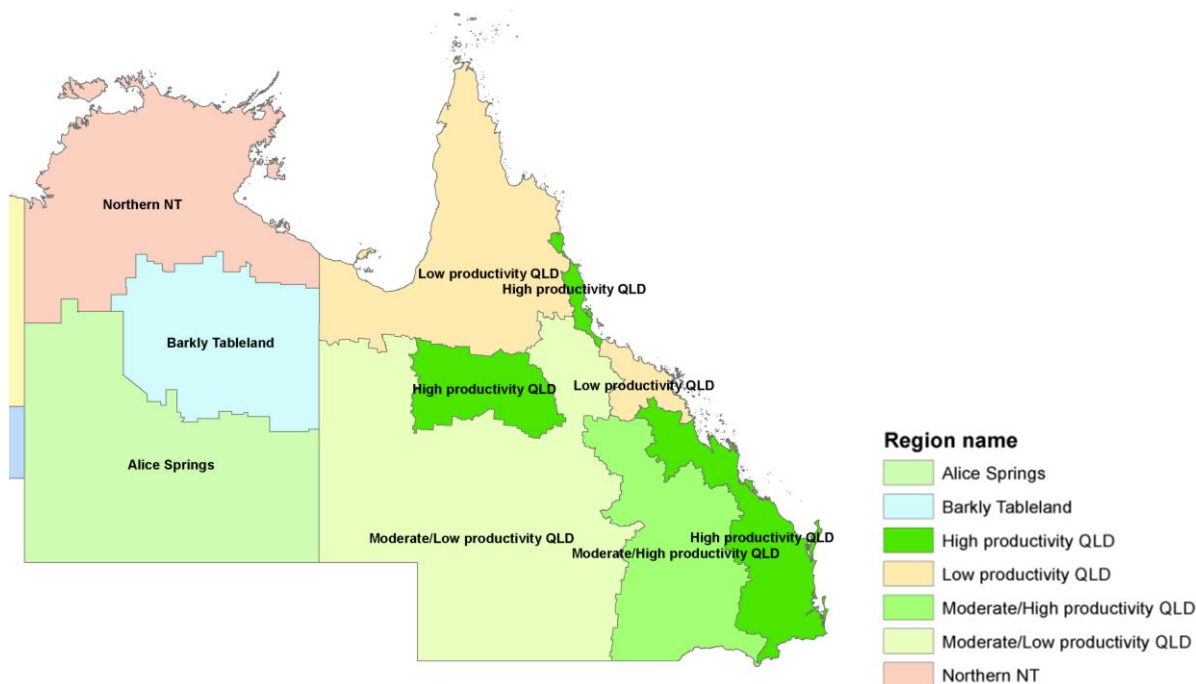 Northern NT
Low productivity QLD
High productivity QLD
Barkly Tableland
High productivity QLD
Low productivity QLD
Alice Springs
Moderate/Low productivity QLD
High productivity QLD
Moderate/High productivity QLD
Region name
Alice Springs
Barkly Tableland
High productivity QLD
Low productivity QLD
Moderate/High productivity QLD
Moderate/Low productivity QLD
Northern NT